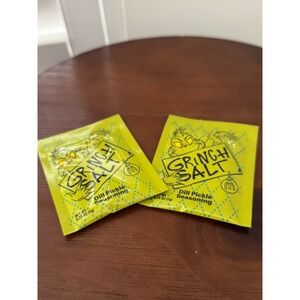 GRINCH
SALT
Dill Pickle
Seasoning
GRINCH
SALT
Dill Pickle
Seasoning